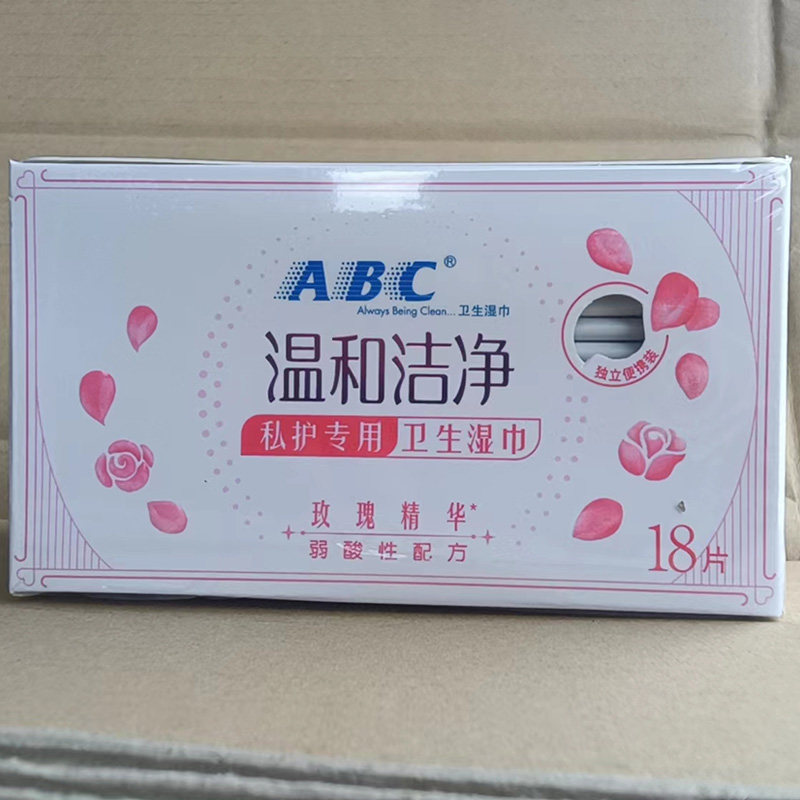 ABC®
Always Being Clean... 卫生湿巾
温和洁净
私护专用 卫生湿巾
独立便携装
玫瑰精华*
弱酸性配方
18片